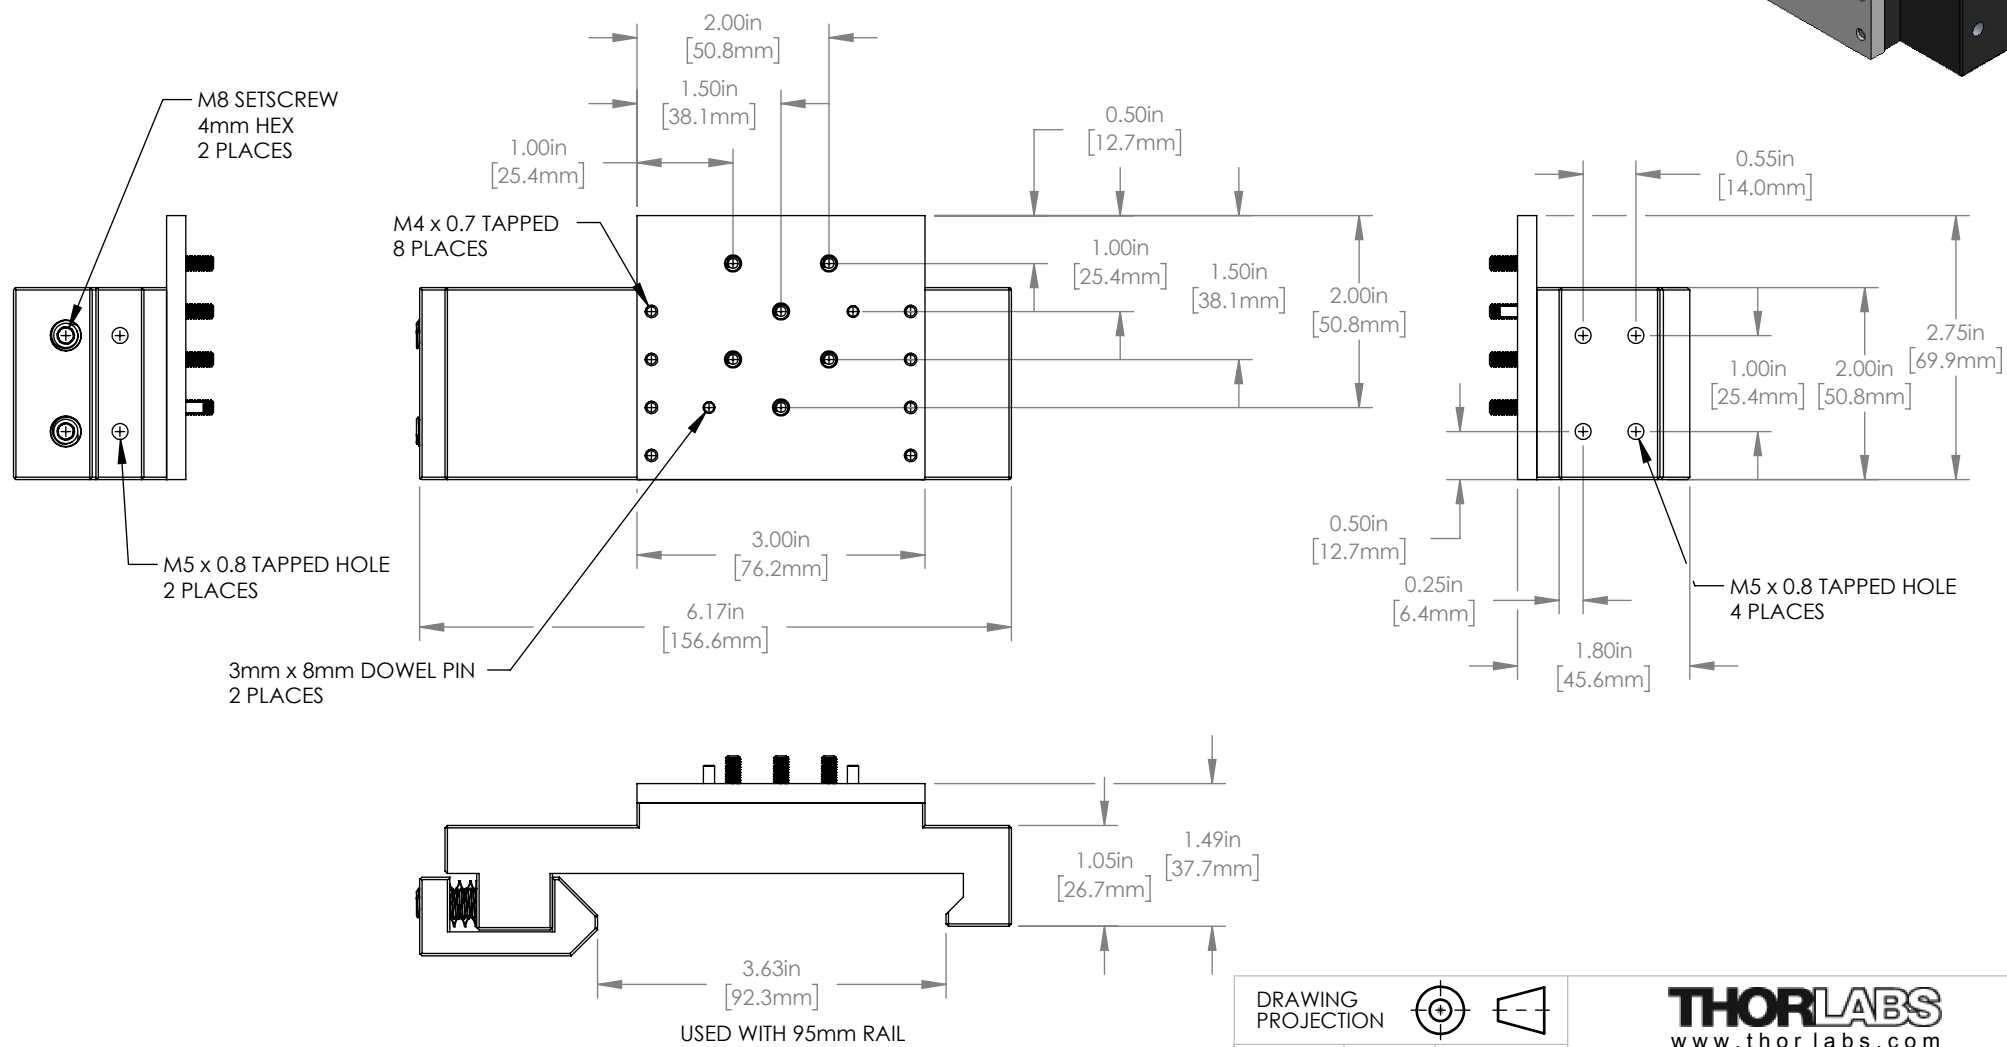 2.00in
[50.8mm]
1.50in
[38.1mm]
1.00in
[25.4mm]
0.50in
[12.7mm]
M8 SETSCREW
4mm HEX
2 PLACES
M4 x 0.7 TAPPED
8 PLACES
1.00in
[25.4mm]
1.50in
[38.1mm]
2.00in
[50.8mm]
0.55in
[14.0mm]
1.00in
[25.4mm]
2.00in
[50.8mm]
2.75in
[69.9mm]
M5 x 0.8 TAPPED HOLE
2 PLACES
3.00in
[76.2mm]
6.17in
[156.6mm]
3mm x 8mm DOWEL PIN
2 PLACES
0.50in
[12.7mm]
0.25in
[6.4mm]
1.80in
[45.6mm]
M5 x 0.8 TAPPED HOLE
4 PLACES
1.05in
[26.7mm]
1.49in
[37.7mm]
3.63in
[92.3mm]
USED WITH 95mm RAIL
DRAWING
PROJECTION
THORLABS
www.thorlabs.com